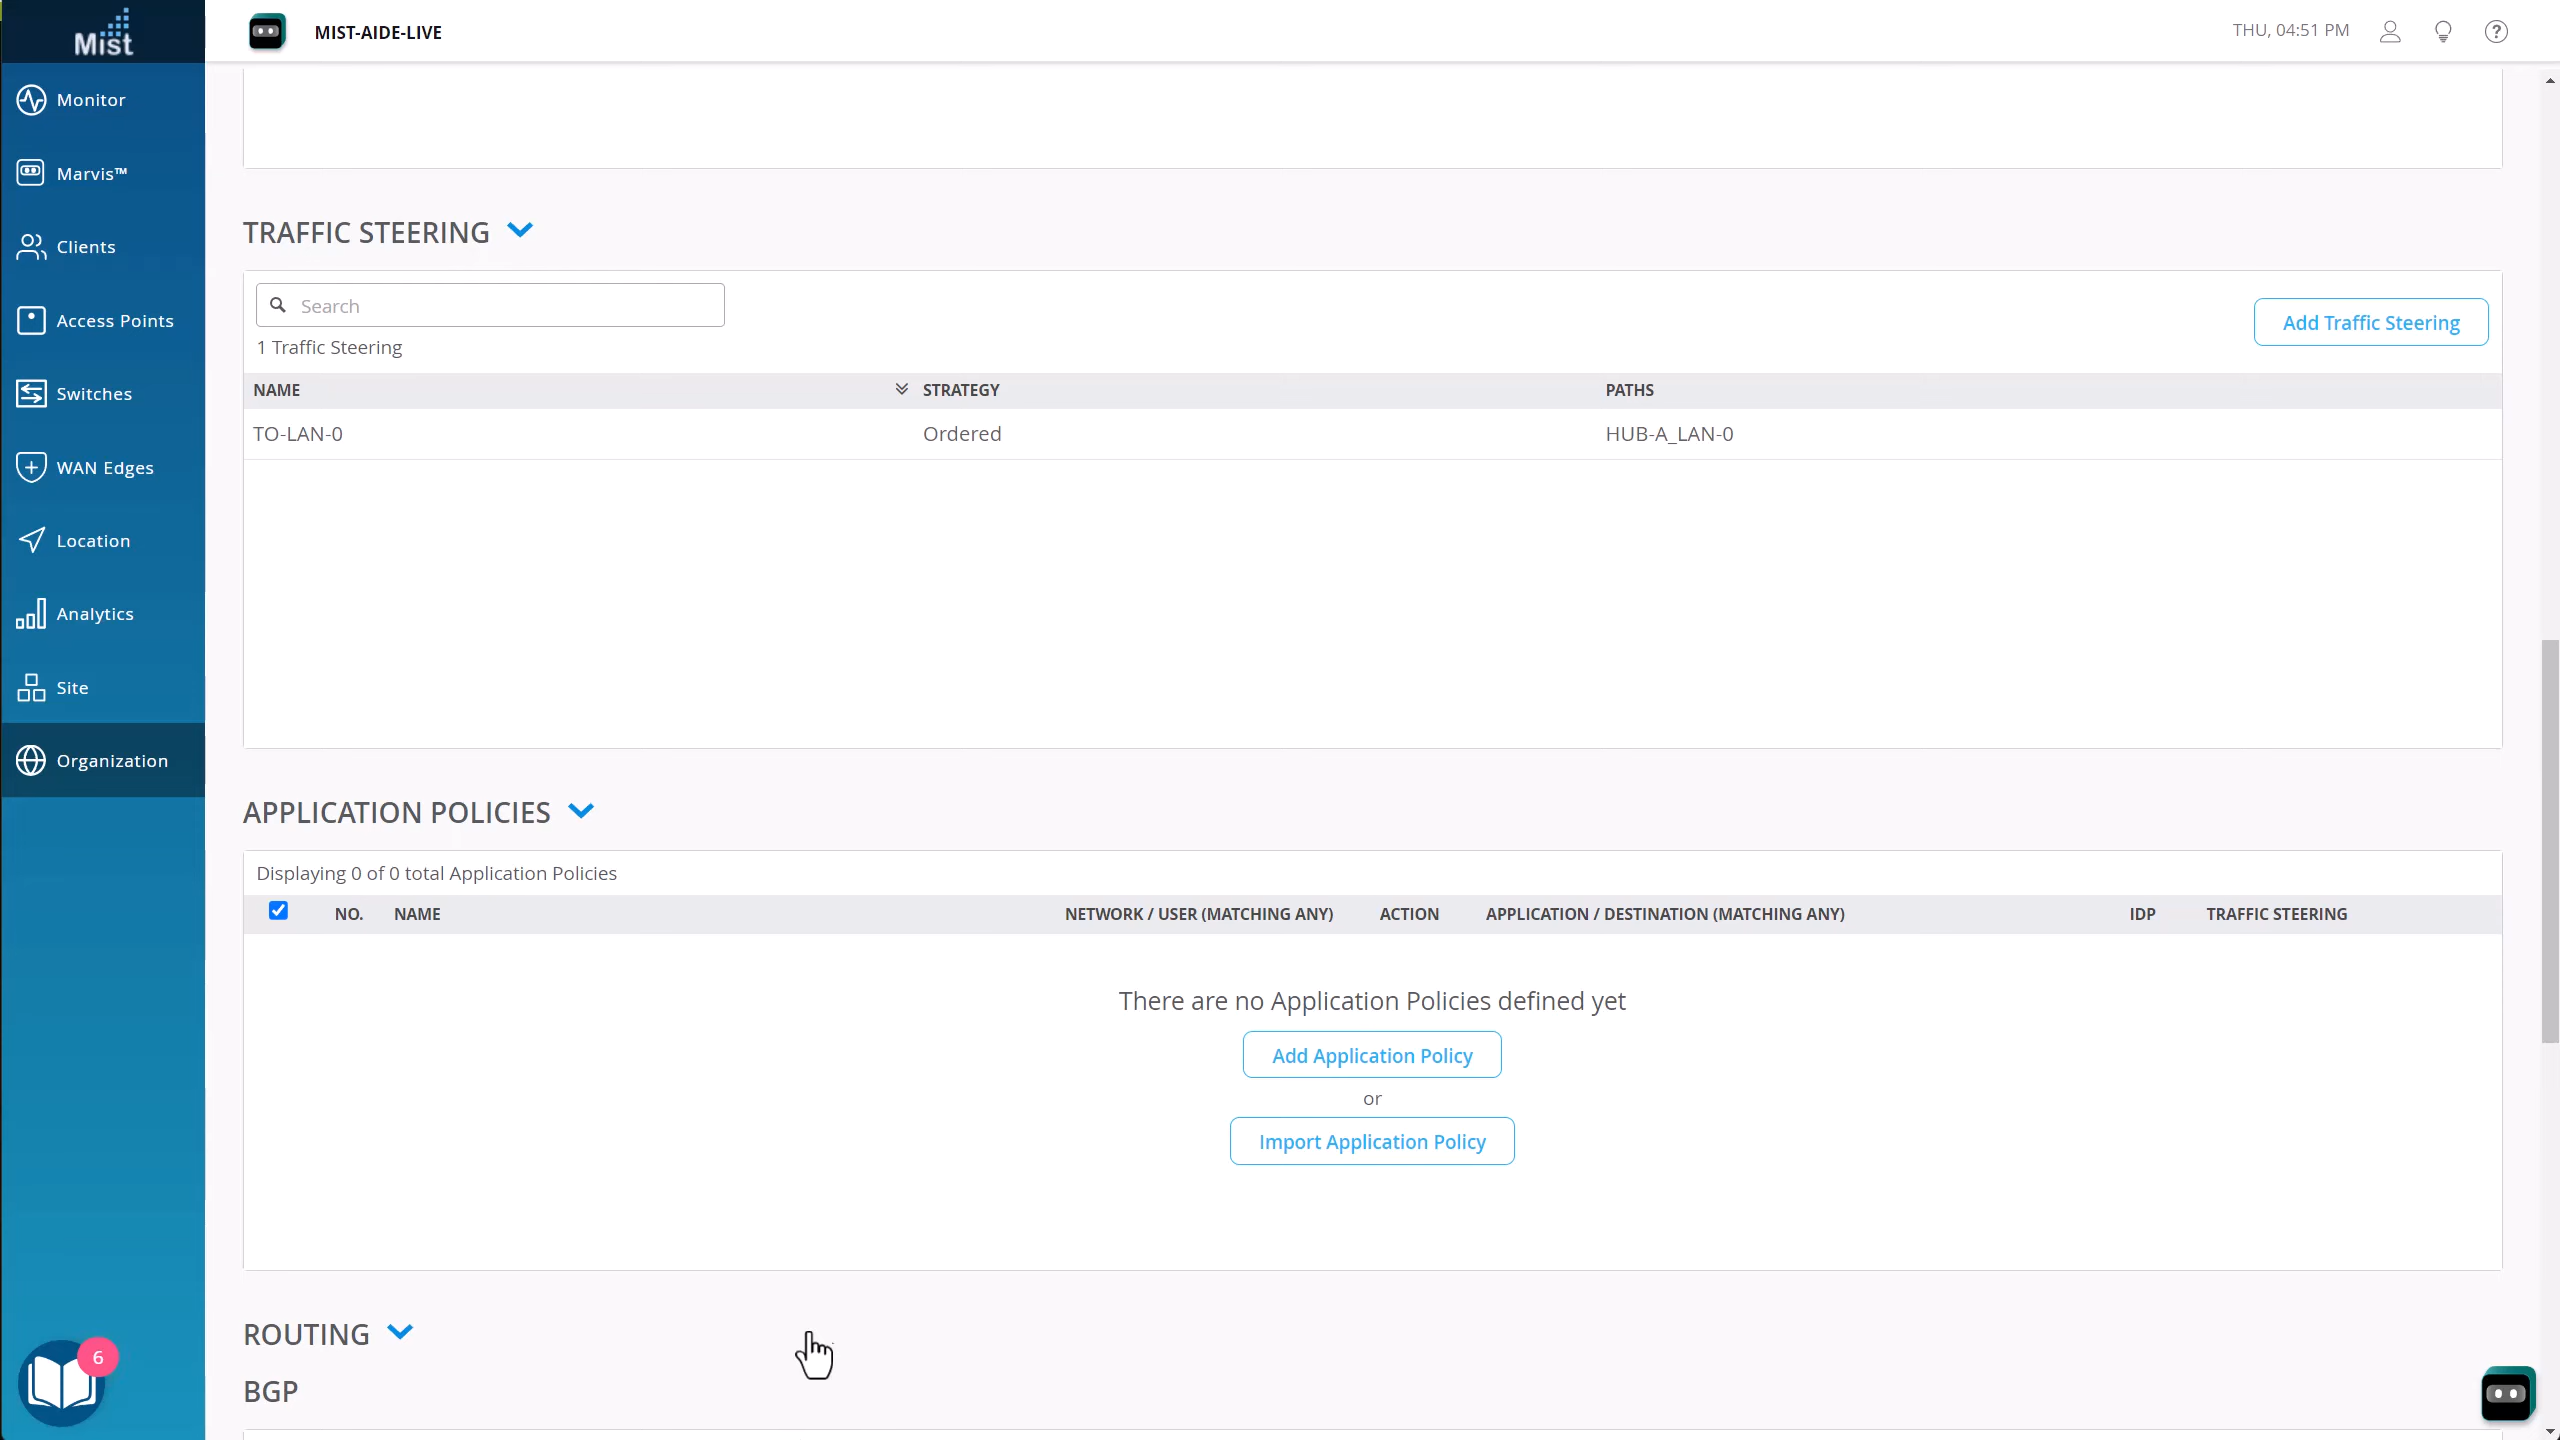 Mist
MIST-AIDE-LIVE
THU, 04:51 PM
Monitor
Marvis™
Clients
Access Points
Switches
WAN Edges
Location
Analytics
Site
Organization
6
TRAFFIC STEERING
Search
1 Traffic Steering
Add Traffic Steering
NAME STRATEGY PATHS
TO-LAN-0 Ordered HUB-A_LAN-0
APPLICATION POLICIES
Displaying 0 of 0 total Application Policies
NO. NAME NETWORK / USER (MATCHING ANY) ACTION APPLICATION / DESTINATION (MATCHING ANY) IDP TRAFFIC STEERING
There are no Application Policies defined yet
Add Application Policy
or
Import Application Policy
ROUTING
BGP